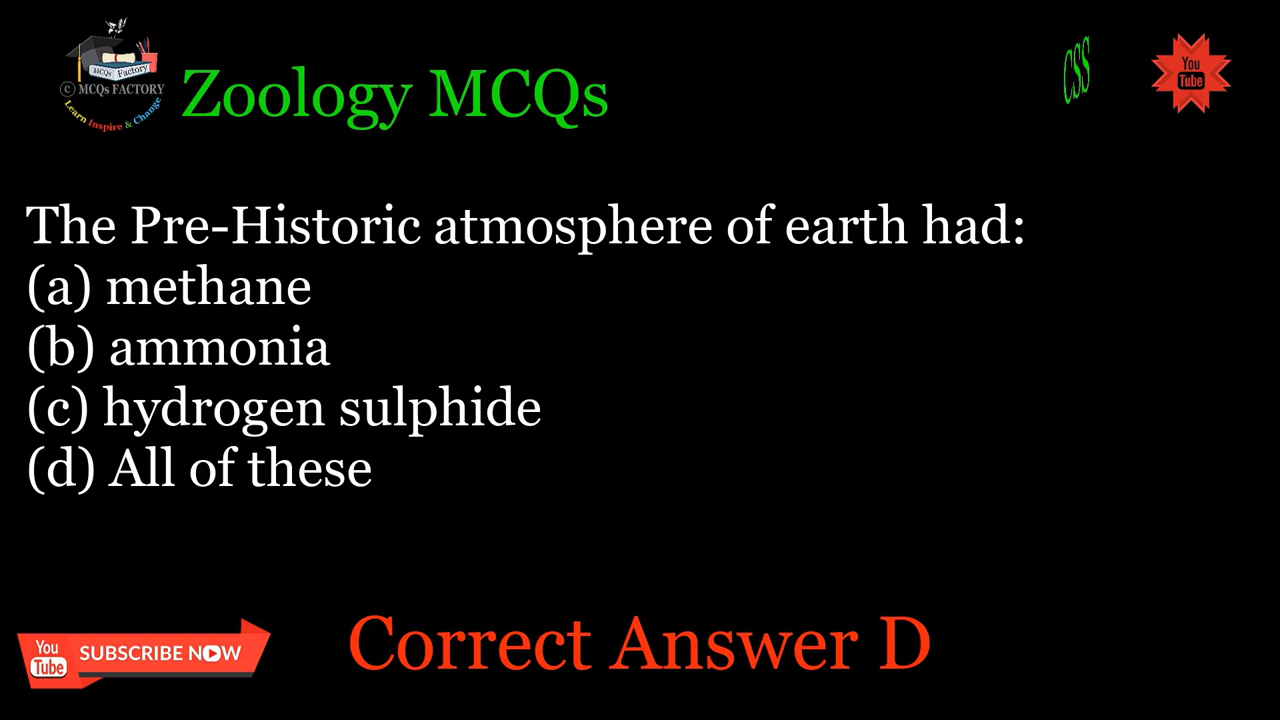 MCQs Factory
© MCQs FACTORY
Learn Inspire & Change
Zoology MCQs
CSS
You
Tube
The Pre-Historic atmosphere of earth had:
(a) methane
(b) ammonia
(c) hydrogen sulphide
(d) All of these
You
Tube
SUBSCRIBE NOW
Correct Answer D